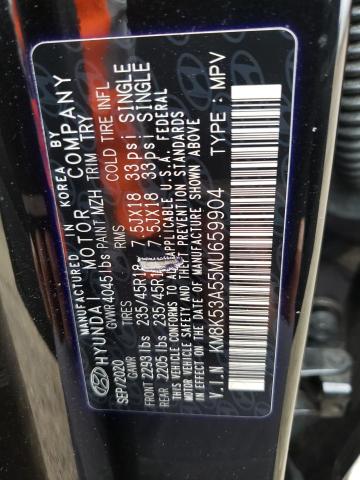 MANUFACTURED IN KOREA BY
HYUNDAI MOTOR COMPANY
SEP/2020 GVWR 4045 lbs PAINT MZH TRIM TRY
GAWR TIRES RIMS COLD TIRE INFL
FRONT 2293 lbs 235/45R18 7.5JX18 33psi SINGLE
REAR 2205 lbs 235/45R18 7.5JX18 33psi SINGLE
THIS VEHICLE CONFORMS TO ALL APPLICABLE U.S.A. FEDERAL
MOTOR VEHICLE SAFETY AND THEFT PREVENTION STANDARDS
IN EFFECT ON THE DATE OF MANUFACTURE SHOWN ABOVE
V.I.N KM8K53A55MU659904 TYPE: MPV